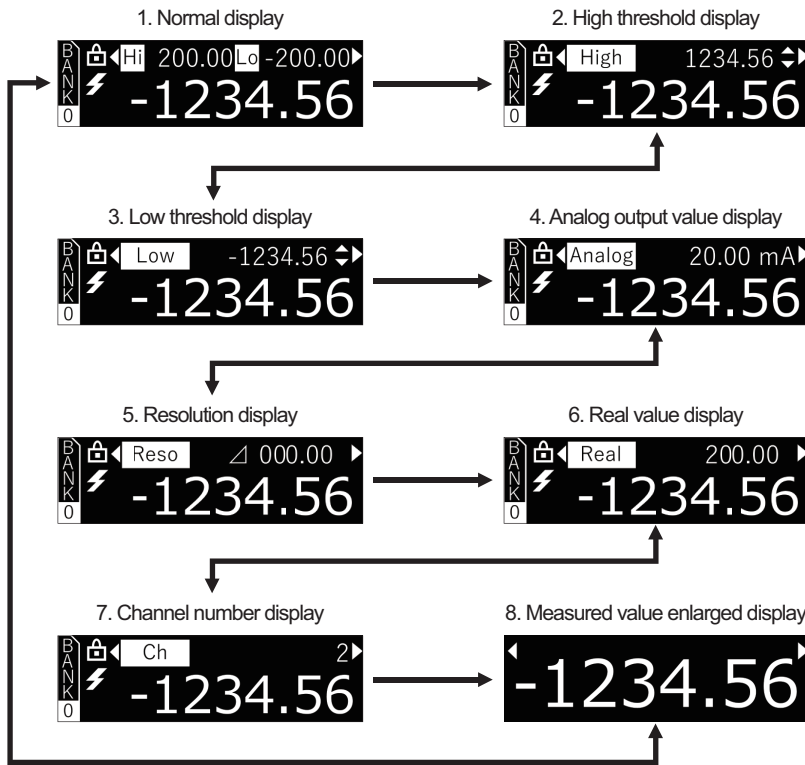 1. Normal display
BANK 0 Hi 200.00 Lo -200.00
-1234.56
2. High threshold display
BANK 0 High 1234.56
-1234.56
3. Low threshold display
BANK 0 Low -1234.56
-1234.56
4. Analog output value display
BANK 0 Analog 20.00 mA
-1234.56
5. Resolution display
BANK 0 Reso ⊿ 000.00
-1234.56
6. Real value display
BANK 0 Real 200.00
-1234.56
7. Channel number display
BANK 0 Ch 2
-1234.56
8. Measured value enlarged display
-1234.56